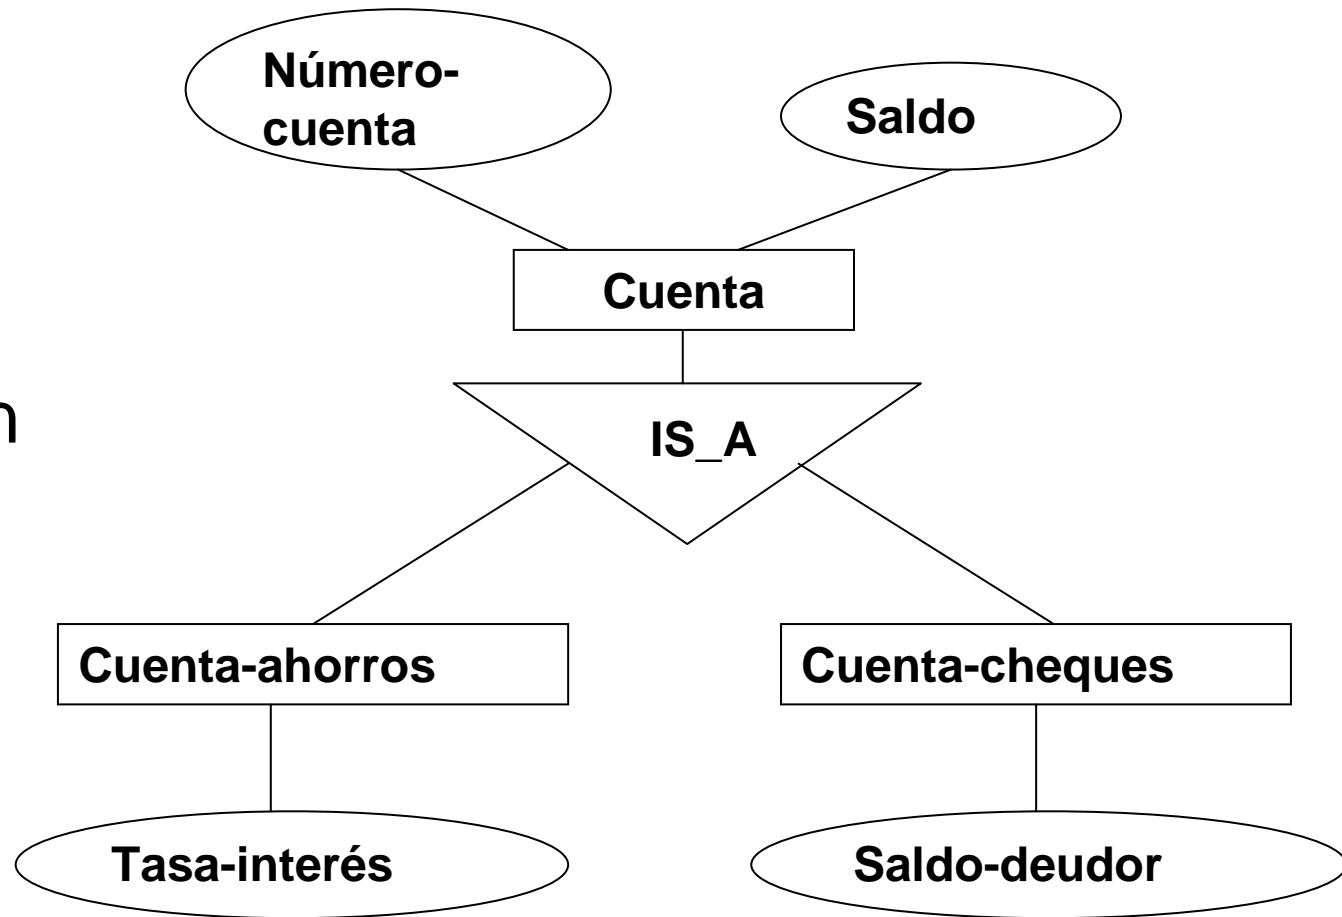 Número-
cuenta
Saldo
Cuenta
n
IS_A
Cuenta-ahorros
Cuenta-cheques
Tasa-interés
Saldo-deudor